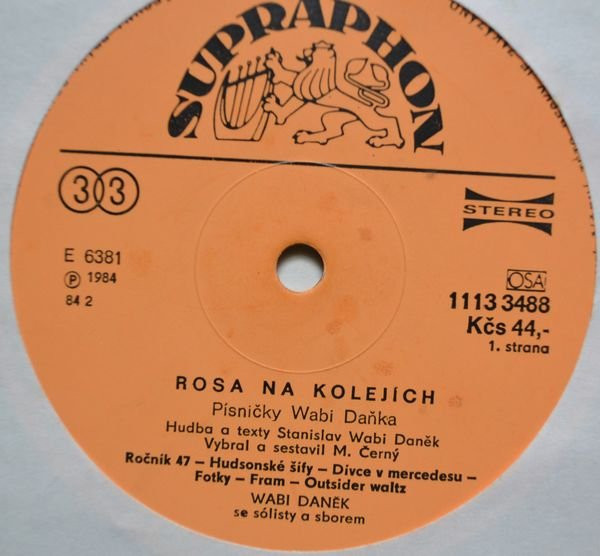 SUPRAPHON
33
STEREO
E 6381
Ⓟ 1984
84 2
OSA
1113 3488
Kčs 44,-
1. strana
ROSA NA KOLEJÍCH
Písničky Wabi Daňka
Hudba a texty Stanislav Wabi Daněk
Vybral a sestavil M. Černý
Ročník 47 – Hudsonské šífy – Dívce v mercedesu –
Fotky – Fram – Outsider waltz
WABI DANĚK
se sólisty a sborem